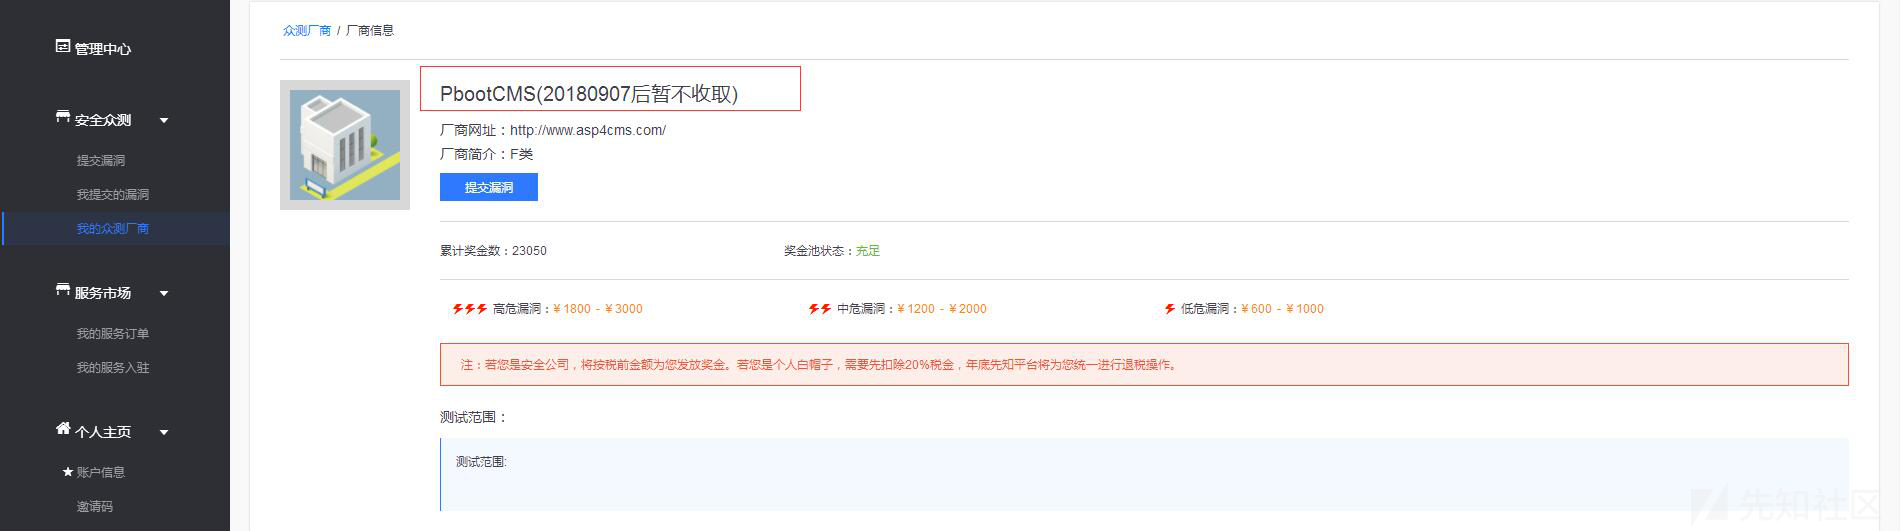 管理中心
安全众测
提交漏洞
我提交的漏洞
我的众测厂商
服务市场
我的服务订单
我的服务入驻
个人主页
账户信息
邀请码
众测厂商 / 厂商信息
PbootCMS(20180907后暂不收取)
厂商网址：http://www.asp4cms.com/
厂商简介：F类
提交漏洞
累计奖金数：23050 奖金池状态：充足
高危漏洞：¥ 1800 - ¥ 3000 中危漏洞：¥ 1200 - ¥ 2000 低危漏洞：¥ 600 - ¥ 1000
注：若您是安全公司，将按税前金额为您发放奖金。若您是个人白帽子，需要先扣除20%税金，年底先知平台将为您统一进行退税操作。
测试范围：
测试范围:
先知社区